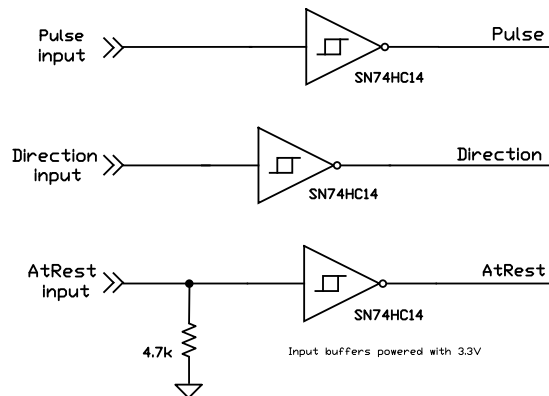 Pulse
input
Pulse
SN74HC14
Direction
input
Direction
SN74HC14
AtRest
input
AtRest
SN74HC14
4.7k
Input buffers powered with 3.3V